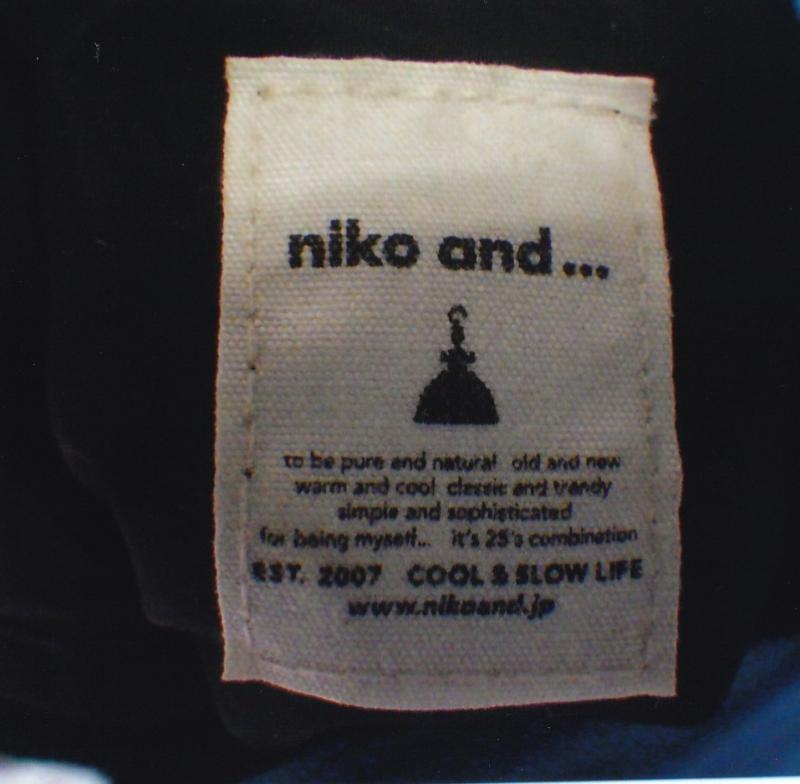 niko and...
to be pure and natural old and new
warm and cool classic and trendy
simple and sophisticated
for being myself... it's 25's combination
EST. 2007 COOL & SLOW LIFE
www.nikoand.jp